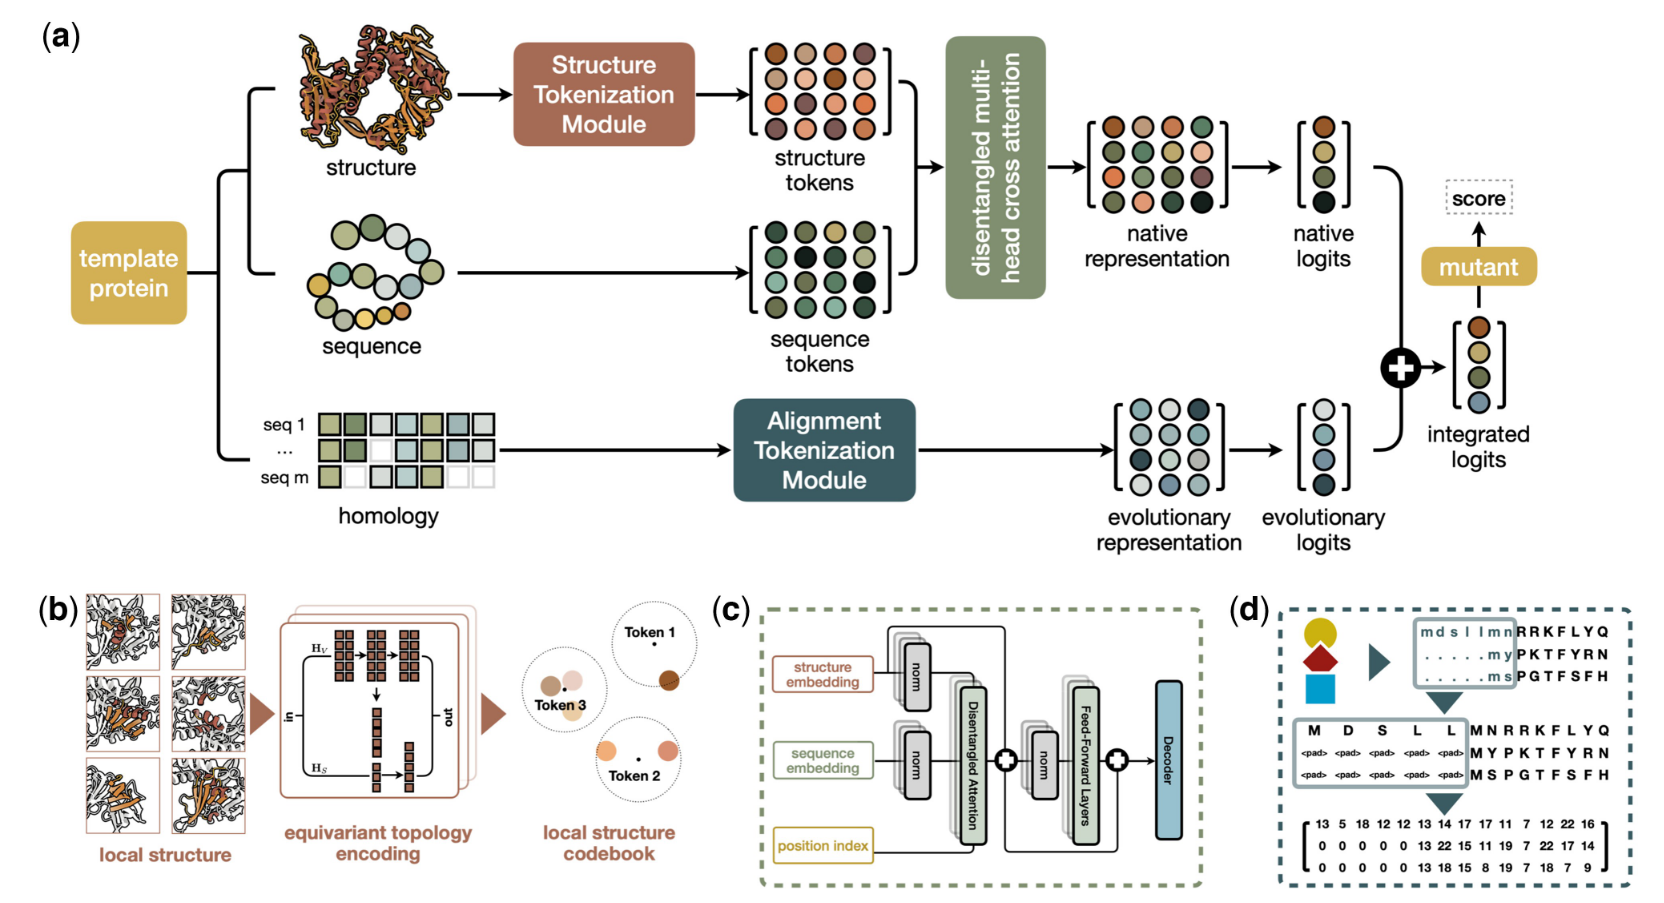 (a)
template
protein
structure
sequence
seq 1
...
seq m
homology
Structure
Tokenization
Module
structure
tokens
sequence
tokens
Alignment
Tokenization
Module
disentangled multi-
head cross attention
native
representation
native
logits
evolutionary
representation
evolutionary
logits
score
mutant
integrated
logits
(b)
local structure
in
H_V
H_S
out
equivariant topology
encoding
Token 1
Token 3
Token 2
local structure
codebook
(c)
structure
embedding
sequence
embedding
position index
norm
norm
Disentangled Attention
norm
Feed-Forward Layers
Decoder
(d)
m d s l l m n R R K F L Y Q
. . . . . m y P K T F Y R N
. . . . . m s P G T F S F H
M D S L L M N R R K F L Y Q
<pad> <pad> <pad> <pad> <pad> M Y P K T F Y R N
<pad> <pad> <pad> <pad> <pad> M S P G T F S F H
13 5 18 12 12 13 14 17 17 11 7 12 22 16
0 0 0 0 0 13 22 15 11 19 7 22 17 14
0 0 0 0 0 13 18 15 8 19 7 18 7 9